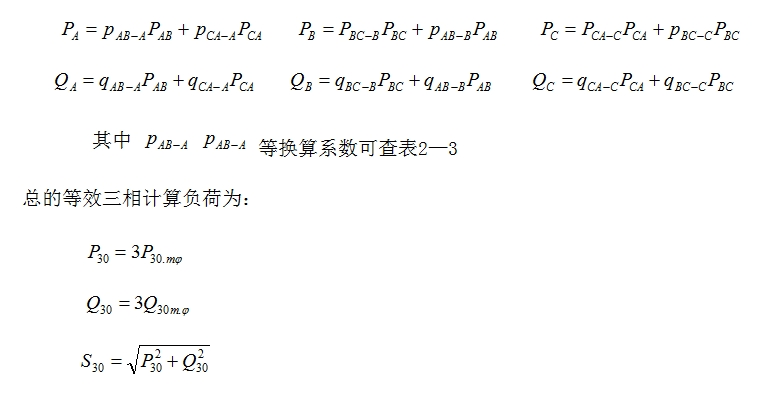 P_A = p_{AB-A}P_{AB} + p_{CA-A}P_{CA} P_B = P_{BC-B}P_{BC} + p_{AB-B}P_{AB} P_C = P_{CA-C}P_{CA} + p_{BC-C}P_{BC}
Q_A = q_{AB-A}P_{AB} + q_{CA-A}P_{CA} Q_B = q_{BC-B}P_{BC} + q_{AB-B}P_{AB} Q_C = q_{CA-C}P_{CA} + q_{BC-C}P_{BC}
其中 p_{AB-A} p_{AB-A} 等换算系数可查表2—3
总的等效三相计算负荷为：
P_{30} = 3P_{30.mφ}
Q_{30} = 3Q_{30m.φ}
S_{30} = √(P_{30}^2 + Q_{30}^2)